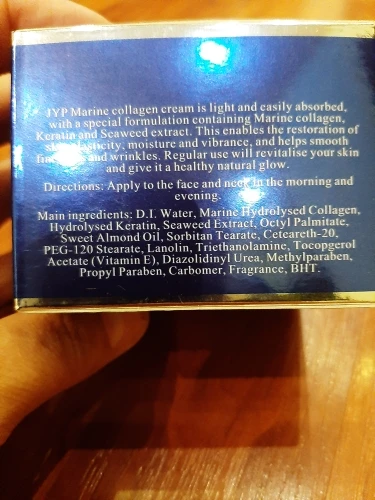 JYP Marine collagen cream is light and easily absorbed,
with a special formulation containing Marine collagen,
Keratin and Seaweed extract. This enables the restoration of
elasticity, moisture and vibrance, and helps smooth
and wrinkles. Regular use will revitalise your skin
and give it a healthy natural glow.
Directions: Apply to the face and neck in the morning and
evening.
Main ingredients: D.I. Water, Marine Hydrolysed Collagen,
Hydrolysed Keratin, Seaweed Extract, Octyl Palmitate,
Sweet Almond Oil, Sorbitan Tearate, Ceteareth-20,
PEG-120 Stearate, Lanolin, Triethanolamine, Tocopgerol
Acetate (Vitamin E), Diazolidinyl Urea, Methylparaben,
Propyl Paraben, Carbomer, Fragrance, BHT.